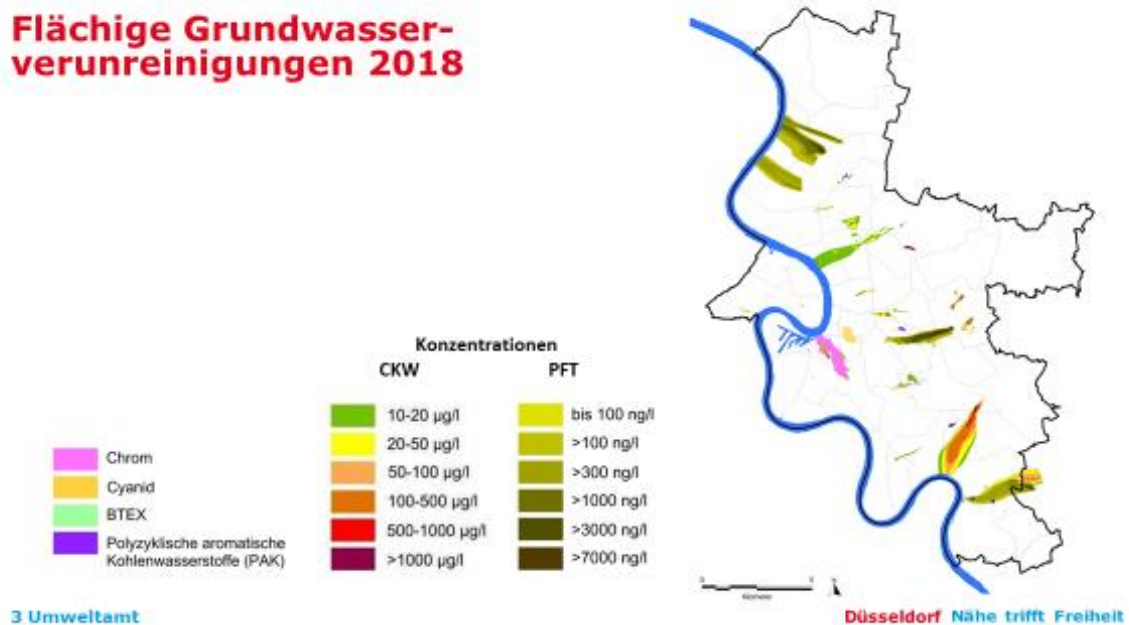 Flächige Grundwasser-
verunreinigungen 2018
Konzentrationen
CKW
PFT
10-20 µg/l
20-50 µg/l
50-100 µg/l
100-500 µg/l
500-1000 µg/l
>1000 µg/l
bis 100 ng/l
>100 ng/l
>300 ng/l
>1000 ng/l
>3000 ng/l
>7000 ng/l
Chrom
Cyanid
BTEX
Polyzyklische aromatische
Kohlenwasserstoffe (PAK)
3 Umweltamt
Düsseldorf Nähe trifft Freiheit